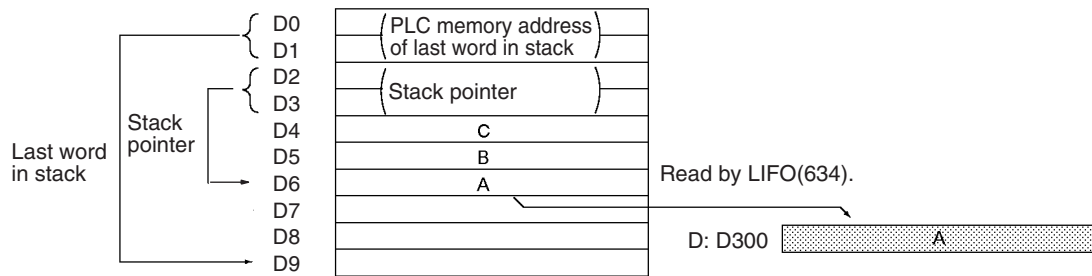 D0
PLC memory address
of last word in stack
D1
D2
Stack pointer
D3
D4
C
Stack
pointer
D5
B
Last word
in stack
D6
A
Read by LIFO(634).
D7
D8
D: D300
A
D9